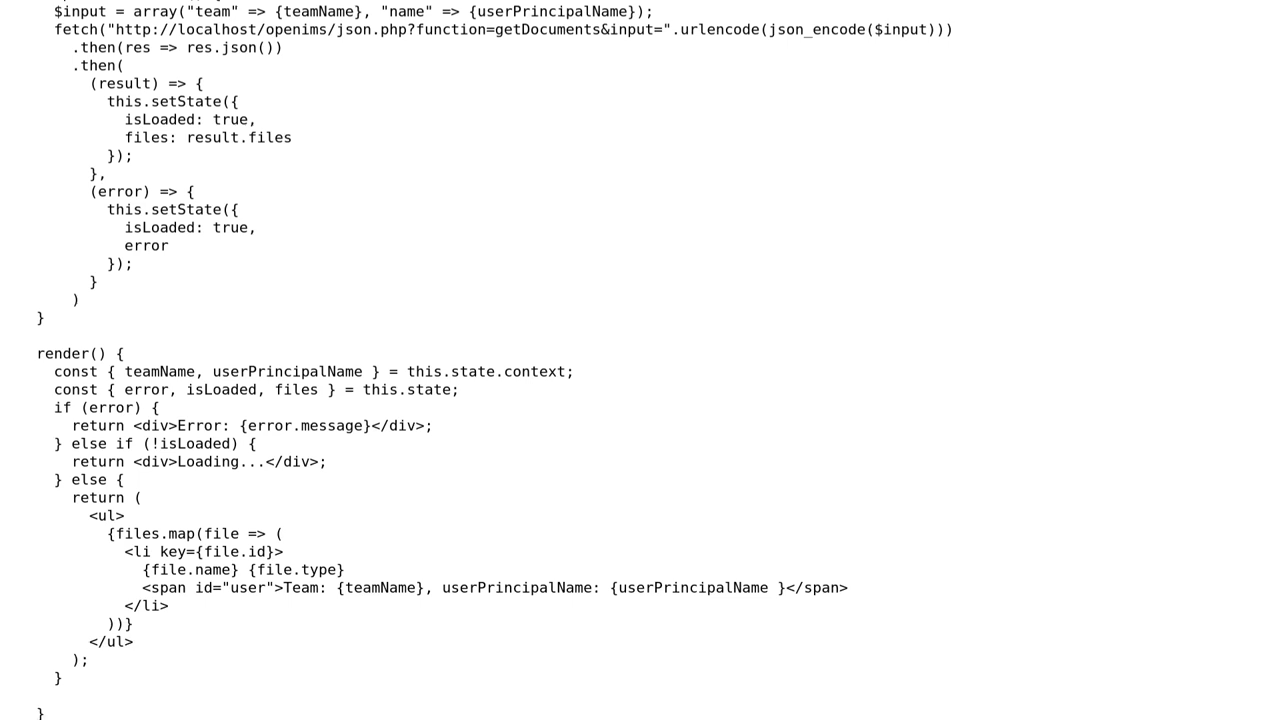 $input = array("team" => {teamName}, "name" => {userPrincipalName});
fetch("http://localhost/openims/json.php?function=getDocuments&input=".urlencode(json_encode($input)))
.then(res => res.json())
.then(
(result) => {
this.setState({
isLoaded: true,
files: result.files
});
},
(error) => {
this.setState({
isLoaded: true,
error
});
}
)
}
render() {
const { teamName, userPrincipalName } = this.state.context;
const { error, isLoaded, files } = this.state;
if (error) {
return <div>Error: {error.message}</div>;
} else if (!isLoaded) {
return <div>Loading...</div>;
} else {
return (
<ul>
{files.map(file => (
<li key={file.id}>
{file.name} {file.type}
<span id="user">Team: {teamName}, userPrincipalName: {userPrincipalName }</span>
</li>
))}
</ul>
);
}
}